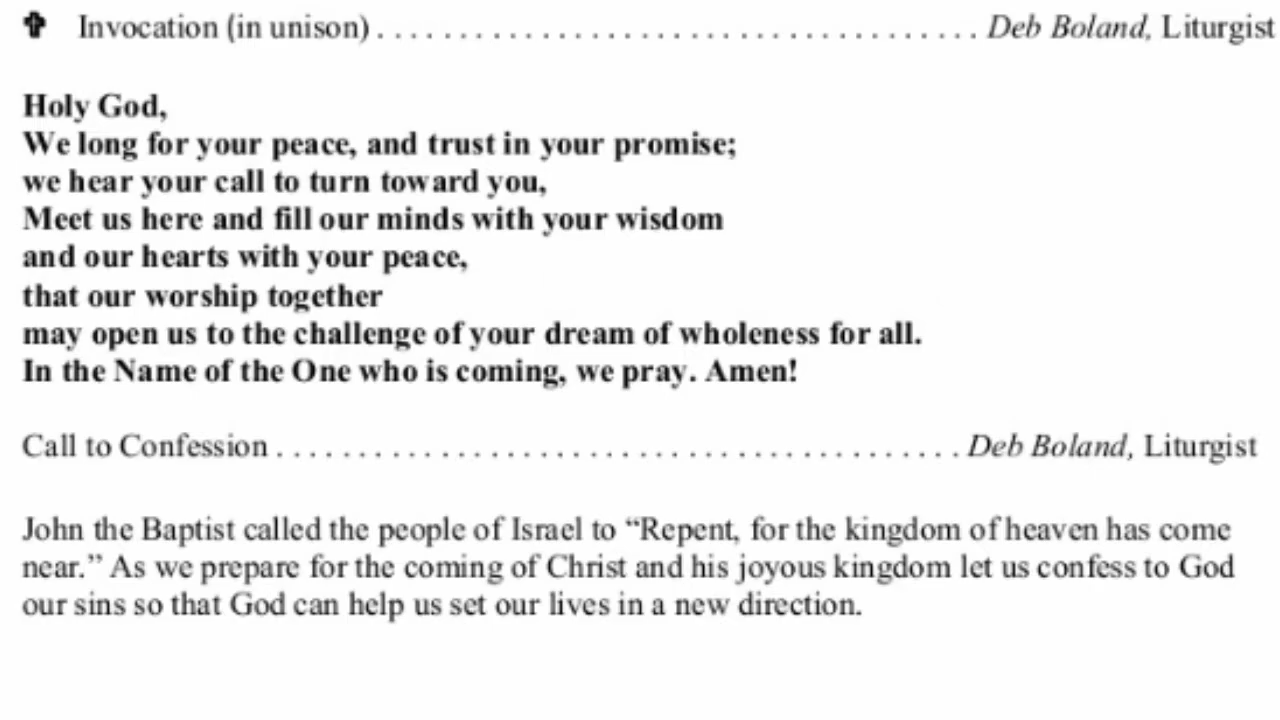 ✟ Invocation (in unison) . . . . . . . . . . . . . . . . . . . . . . . . . . . . . . . . . . . . . Deb Boland, Liturgist
Holy God,
We long for your peace, and trust in your promise;
we hear your call to turn toward you,
Meet us here and fill our minds with your wisdom
and our hearts with your peace,
that our worship together
may open us to the challenge of your dream of wholeness for all.
In the Name of the One who is coming, we pray. Amen!
Call to Confession . . . . . . . . . . . . . . . . . . . . . . . . . . . . . . . . . . . . . . . . . . Deb Boland, Liturgist
John the Baptist called the people of Israel to “Repent, for the kingdom of heaven has come
near.” As we prepare for the coming of Christ and his joyous kingdom let us confess to God
our sins so that God can help us set our lives in a new direction.